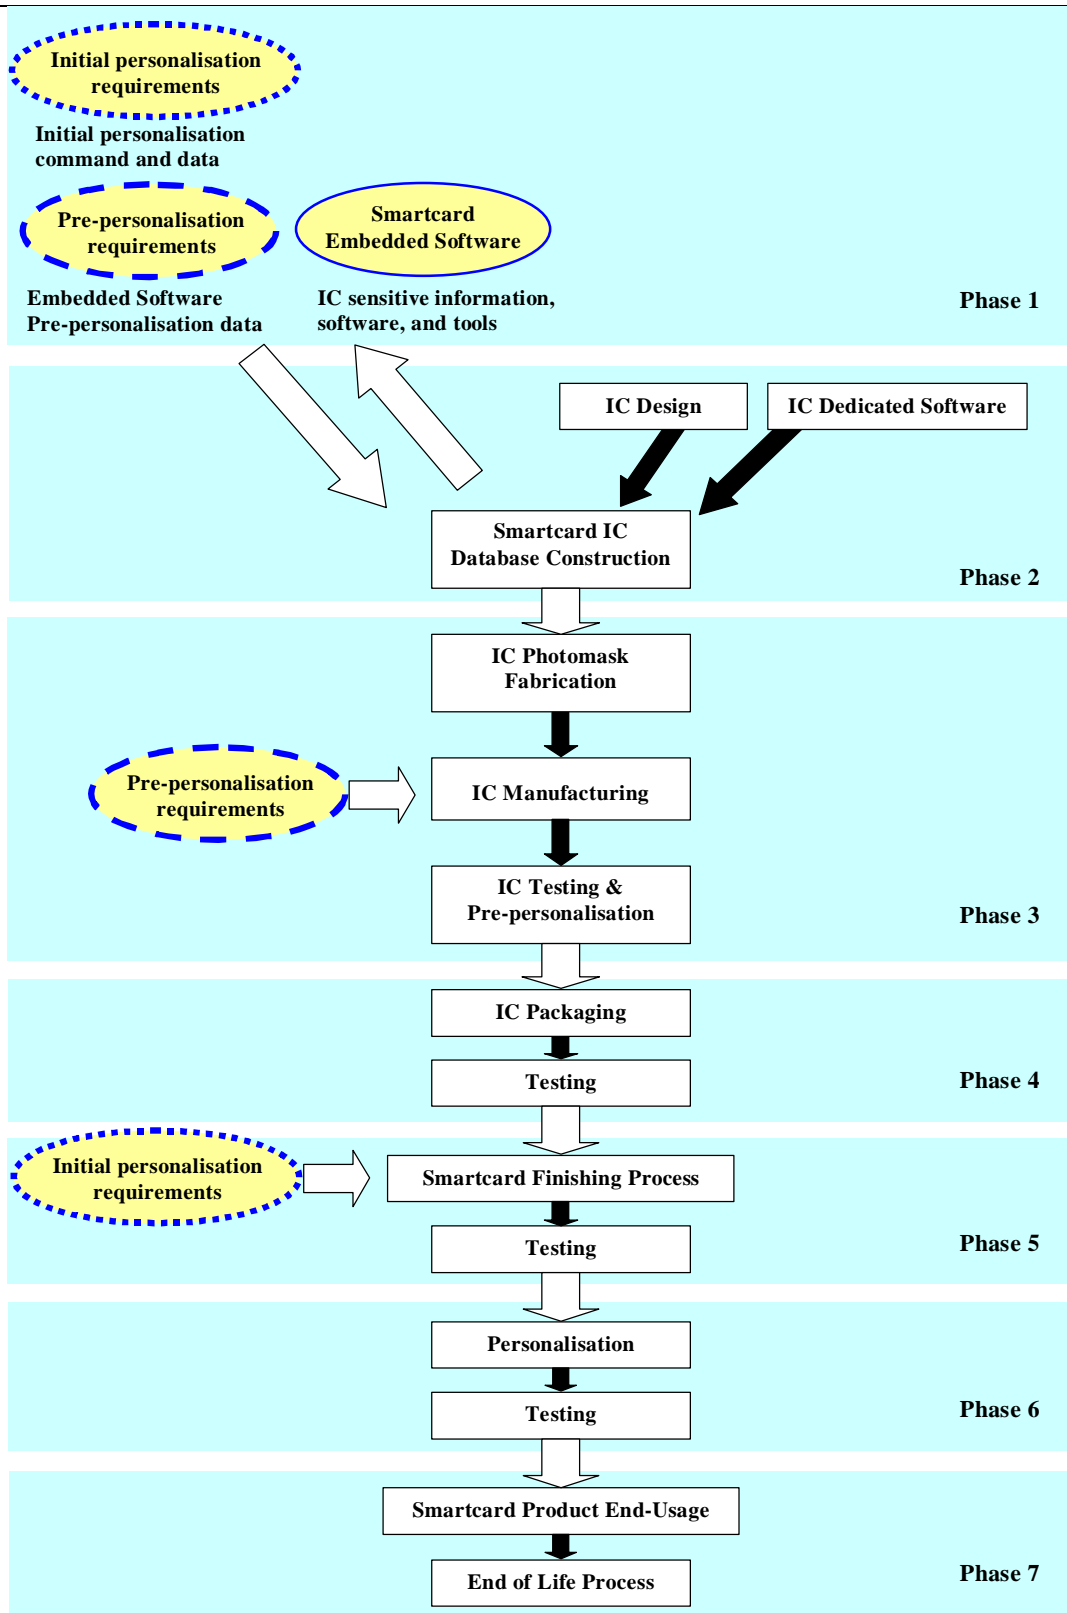 Initial personalisation
requirements
Initial personalisation
command and data
Pre-personalisation
requirements
Smartcard
Embedded Software
Embedded Software
Pre-personalisation data
IC sensitive information,
software, and tools
Phase 1
IC Design
IC Dedicated Software
Smartcard IC
Database Construction
Phase 2
IC Photomask
Fabrication
Pre-personalisation
requirements
IC Manufacturing
IC Testing &
Pre-personalisation
Phase 3
IC Packaging
Testing
Phase 4
Initial personalisation
requirements
Smartcard Finishing Process
Testing
Phase 5
Personalisation
Testing
Phase 6
Smartcard Product End-Usage
End of Life Process
Phase 7